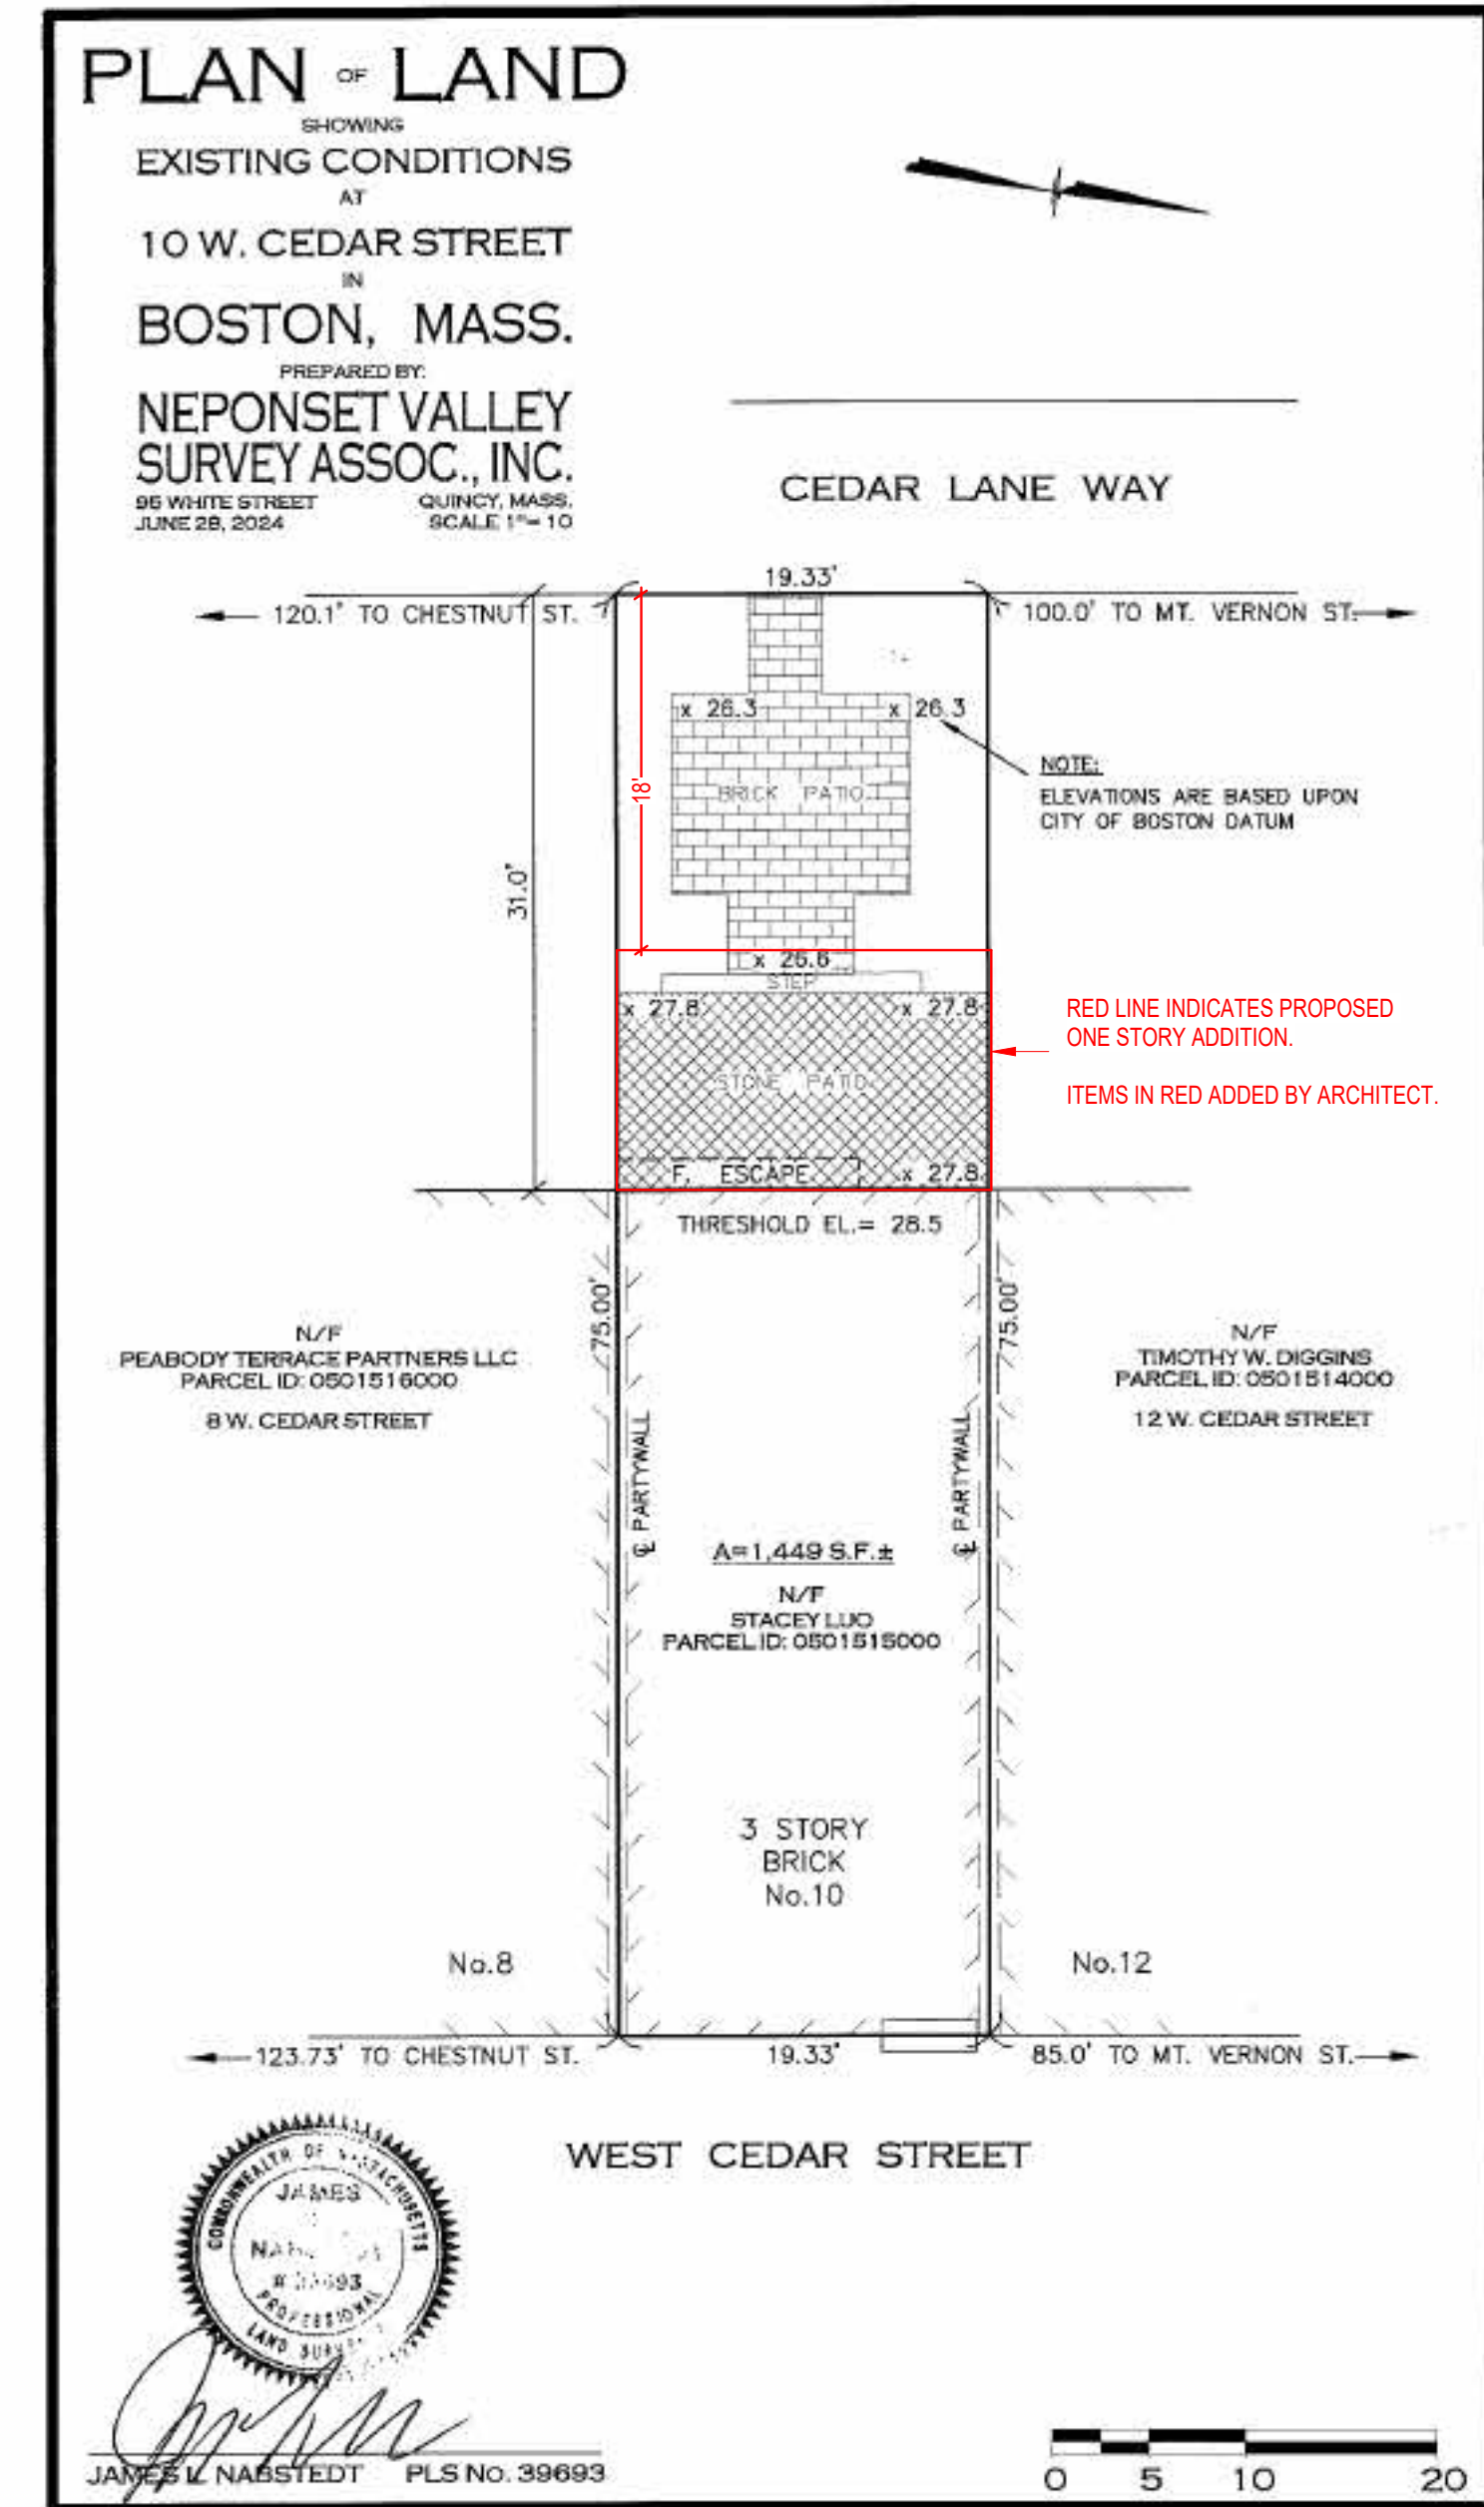 PLAN OF LAND
SHOWING
EXISTING CONDITIONS
AT
10 W. CEDAR STREET
IN
BOSTON, MASS.
PREPARED BY:
NEPONSET VALLEY
SURVEY ASSOC., INC.
95 WHITE STREET QUINCY, MASS.
JUNE 28, 2024 SCALE 1"= 10
CEDAR LANE WAY
19.33'
120.1' TO CHESTNUT ST.
100.0' TO MT. VERNON ST.
x 26.3
x 26.3
NOTE:
ELEVATIONS ARE BASED UPON
CITY OF BOSTON DATUM
18'
BRICK PATIO
31.0'
x 26.6
STEP
x 27.8
x 27.8
RED LINE INDICATES PROPOSED
ONE STORY ADDITION.
ITEMS IN RED ADDED BY ARCHITECT.
STONE PATIO
F. ESCAPE
x 27.8
THRESHOLD EL.= 28.5
75.00'
75.00'
N/F
PEABODY TERRACE PARTNERS LLC
PARCEL ID: 0501516000
8 W. CEDAR STREET
N/F
TIMOTHY W. DIGGINS
PARCEL ID: 0501514000
12 W. CEDAR STREET
℄ PARTYWALL
℄ PARTYWALL
A=1,449 S.F.±
N/F
STACEY LUO
PARCEL ID: 0501515000
3 STORY
BRICK
No.10
No.8
No.12
123.73' TO CHESTNUT ST.
19.33'
85.0' TO MT. VERNON ST.
WEST CEDAR STREET
COMMONWEALTH OF MASSACHUSETTS
JAMES
PROFESSIONAL
LAND
JAMES L. NABSTEDT PLS No. 39693
0 5 10 20